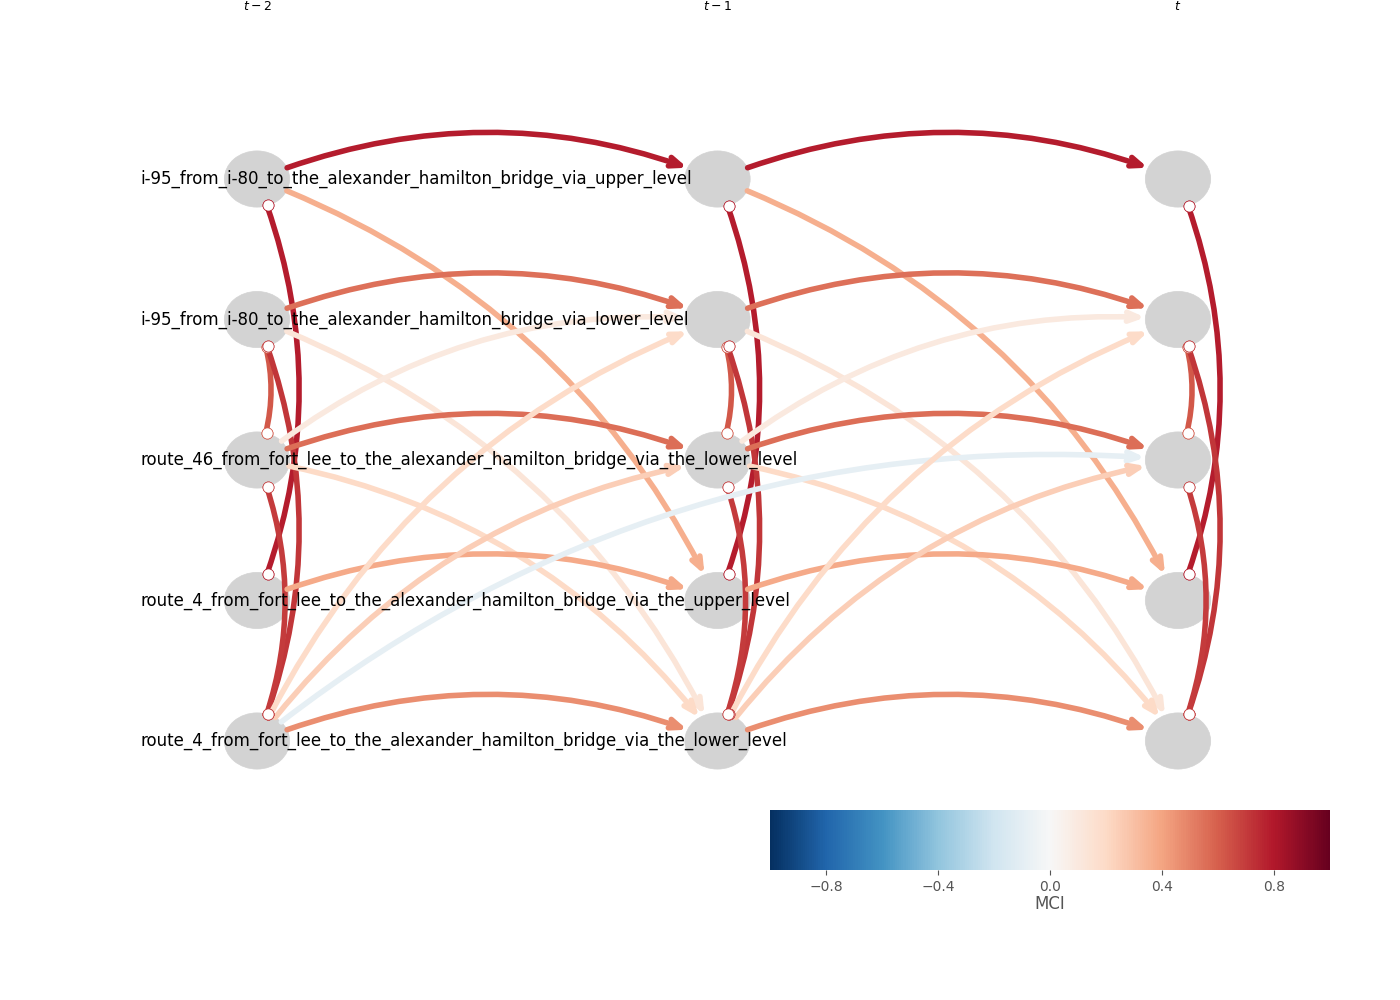 t − 2 t − 1 t
i-95_from_i-80_to_the_alexander_hamilton_bridge_via_upper_level
i-95_from_i-80_to_the_alexander_hamilton_bridge_via_lower_level
route_46_from_fort_lee_to_the_alexander_hamilton_bridge_via_the_lower_level
route_4_from_fort_lee_to_the_alexander_hamilton_bridge_via_the_upper_level
route_4_from_fort_lee_to_the_alexander_hamilton_bridge_via_the_lower_level
−0.8 −0.4 0.0 0.4 0.8
MCI